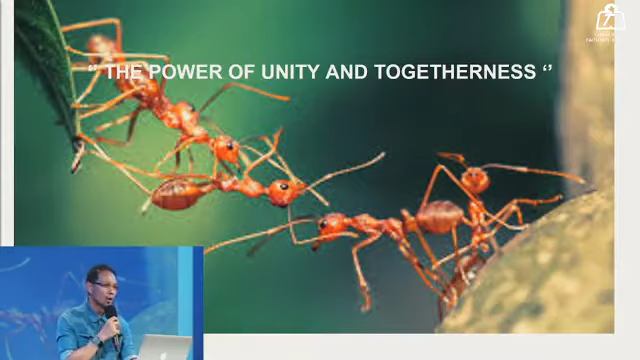 “ THE POWER OF UNITY AND TOGETHERNESS “